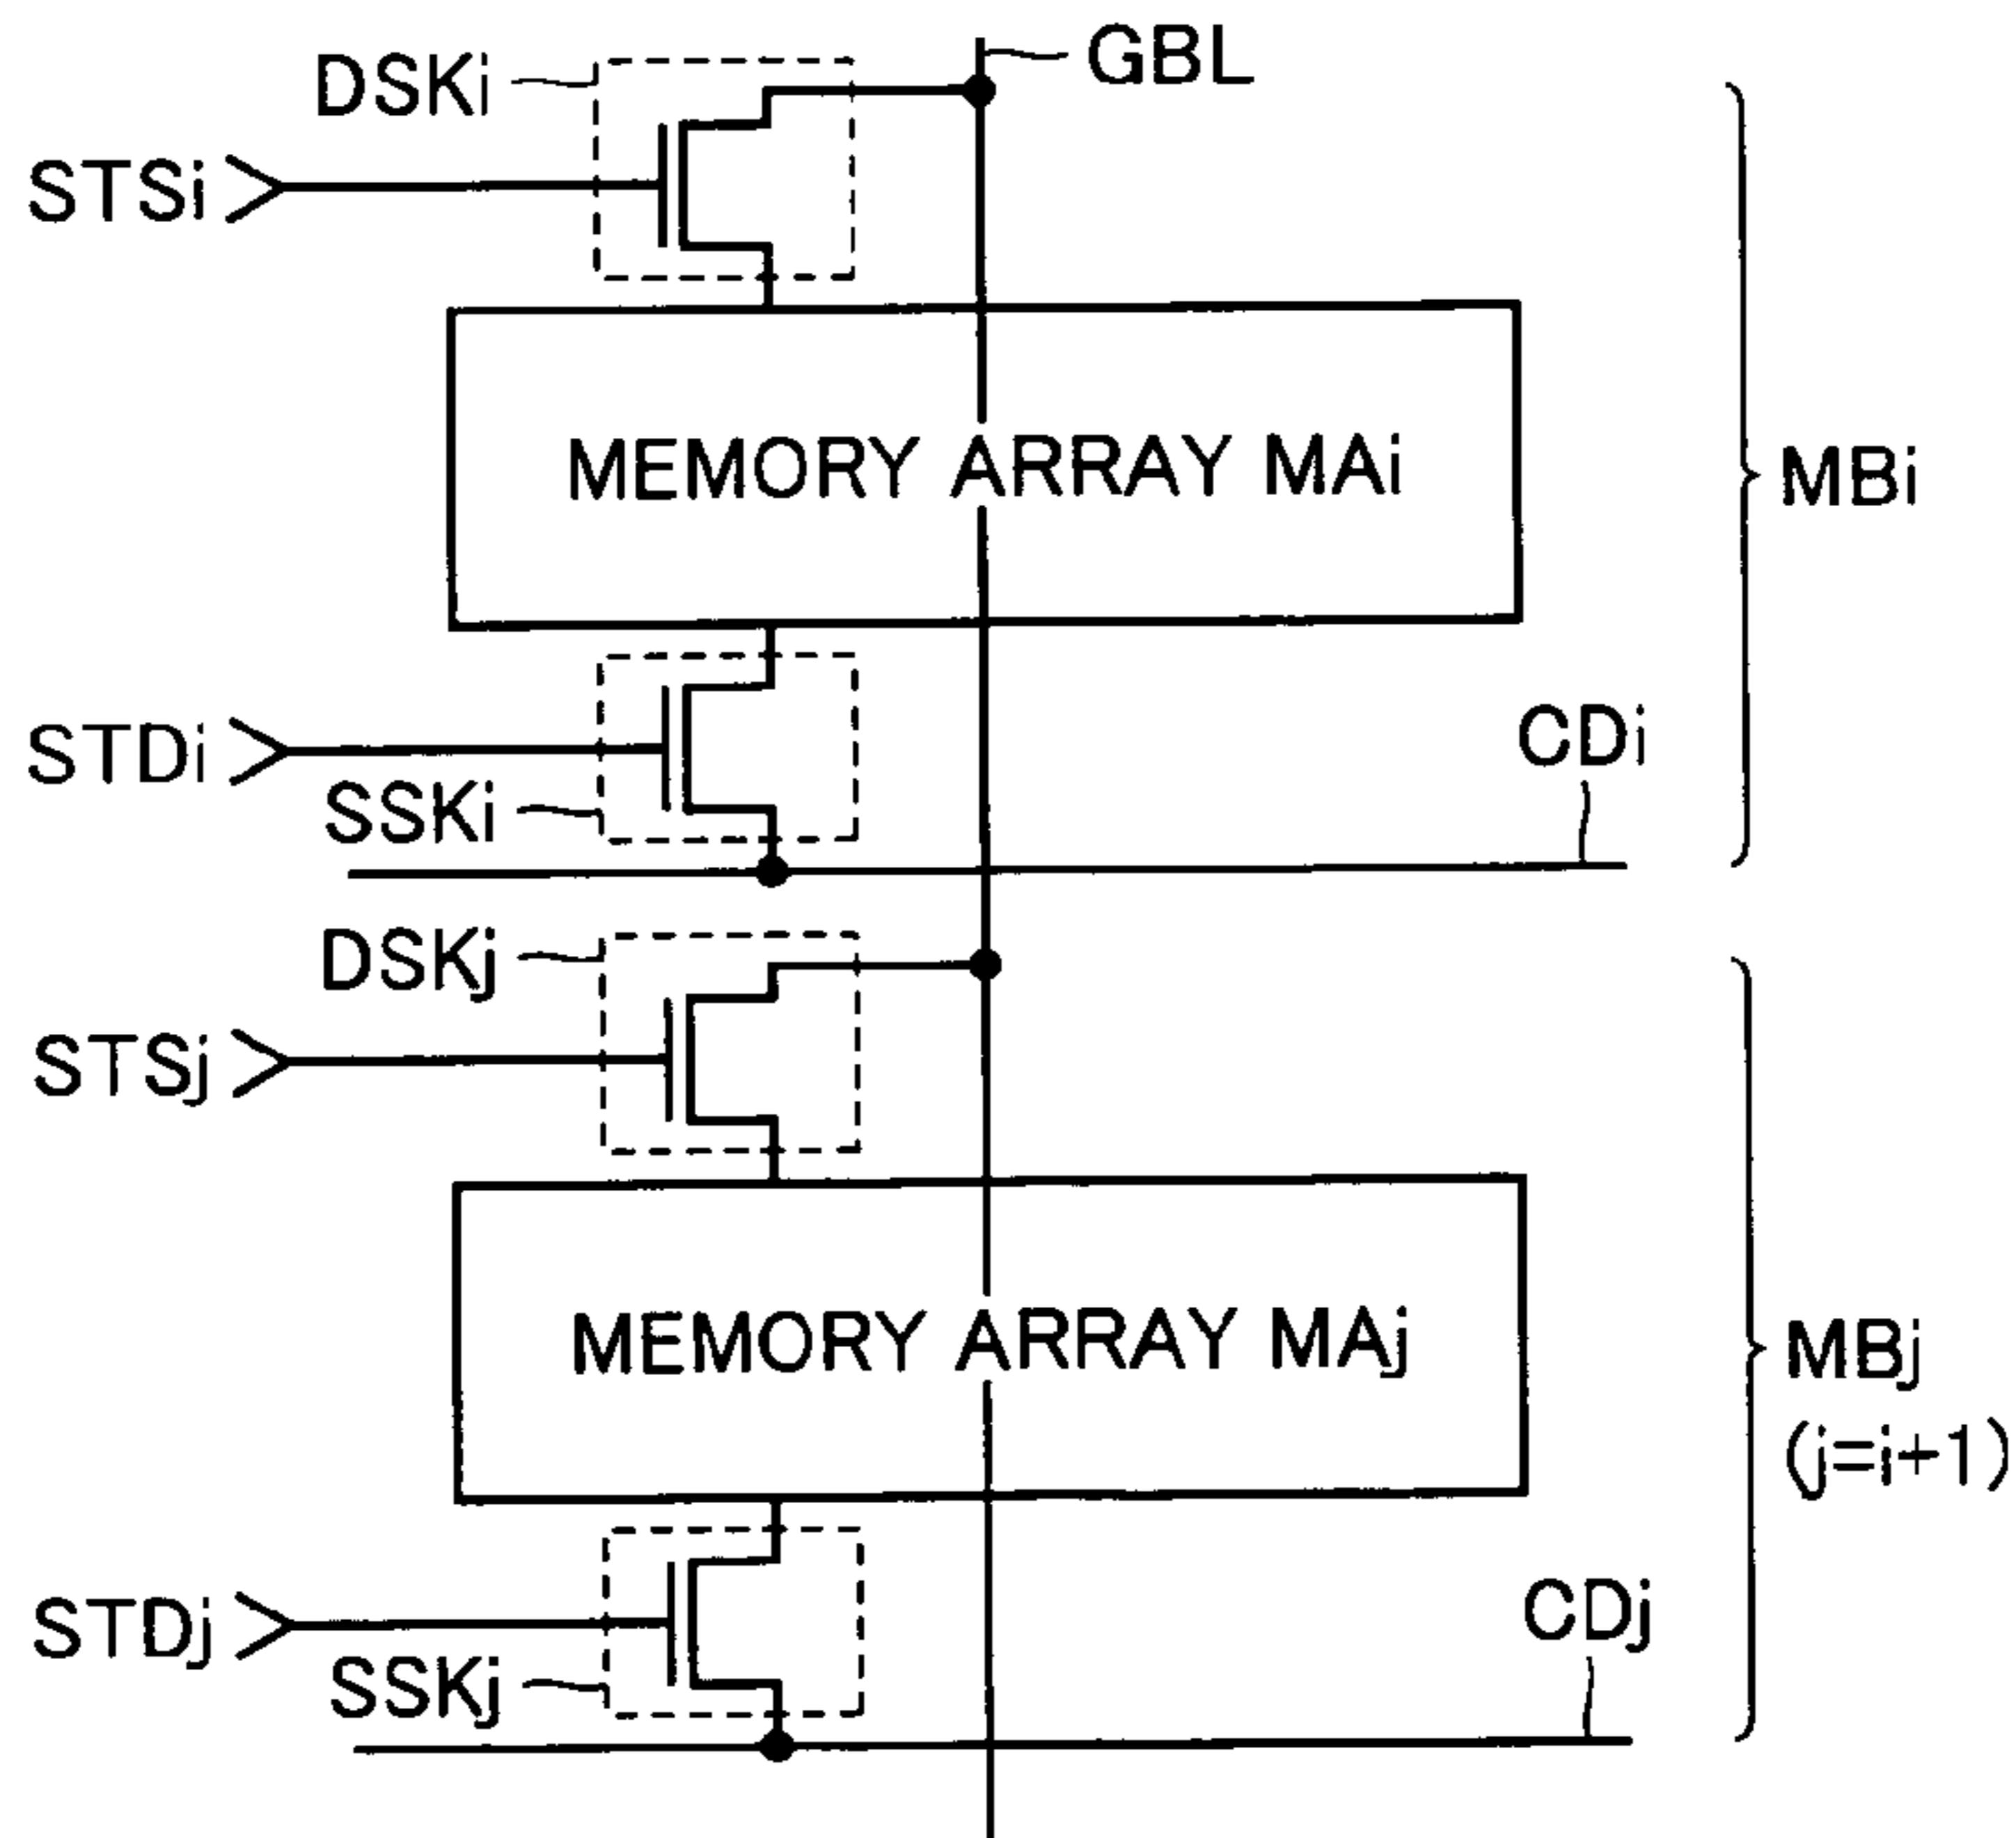 GBL
DSKi
STSi
MEMORY ARRAY MAi
MBi
STDi
CDi
SSKi
DSKj
STSj
MEMORY ARRAY MAj
MBj
(j=i+1)
STDj
CDj
SSKj